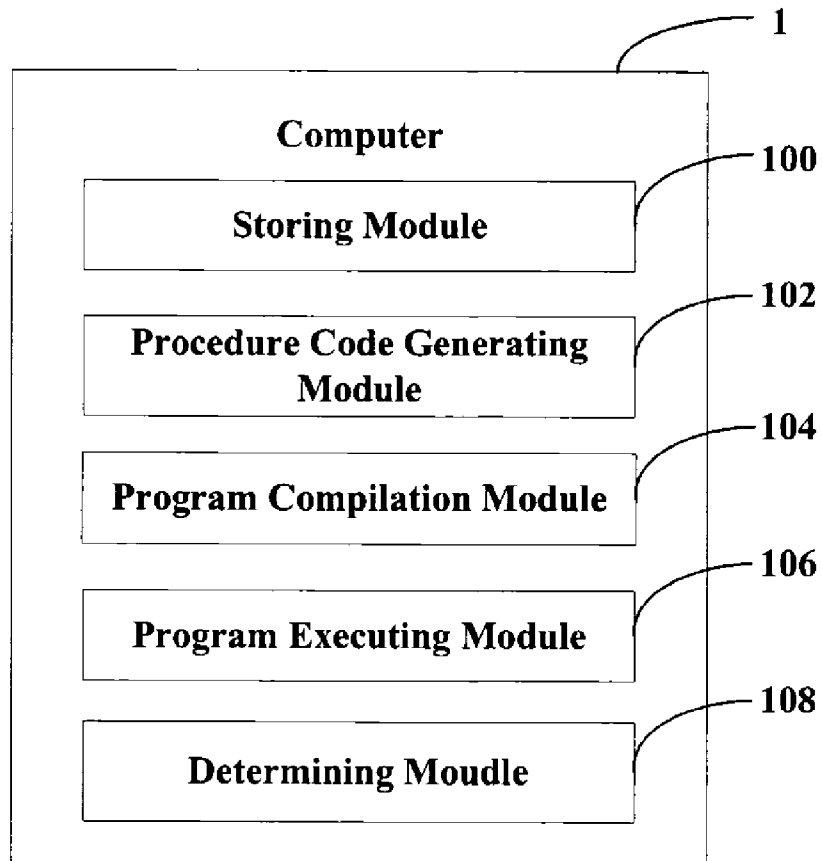 1
Computer
100
Storing Module
102
Procedure Code Generating
Module
104
Program Compilation Module
106
Program Executing Module
108
Determining Moudle